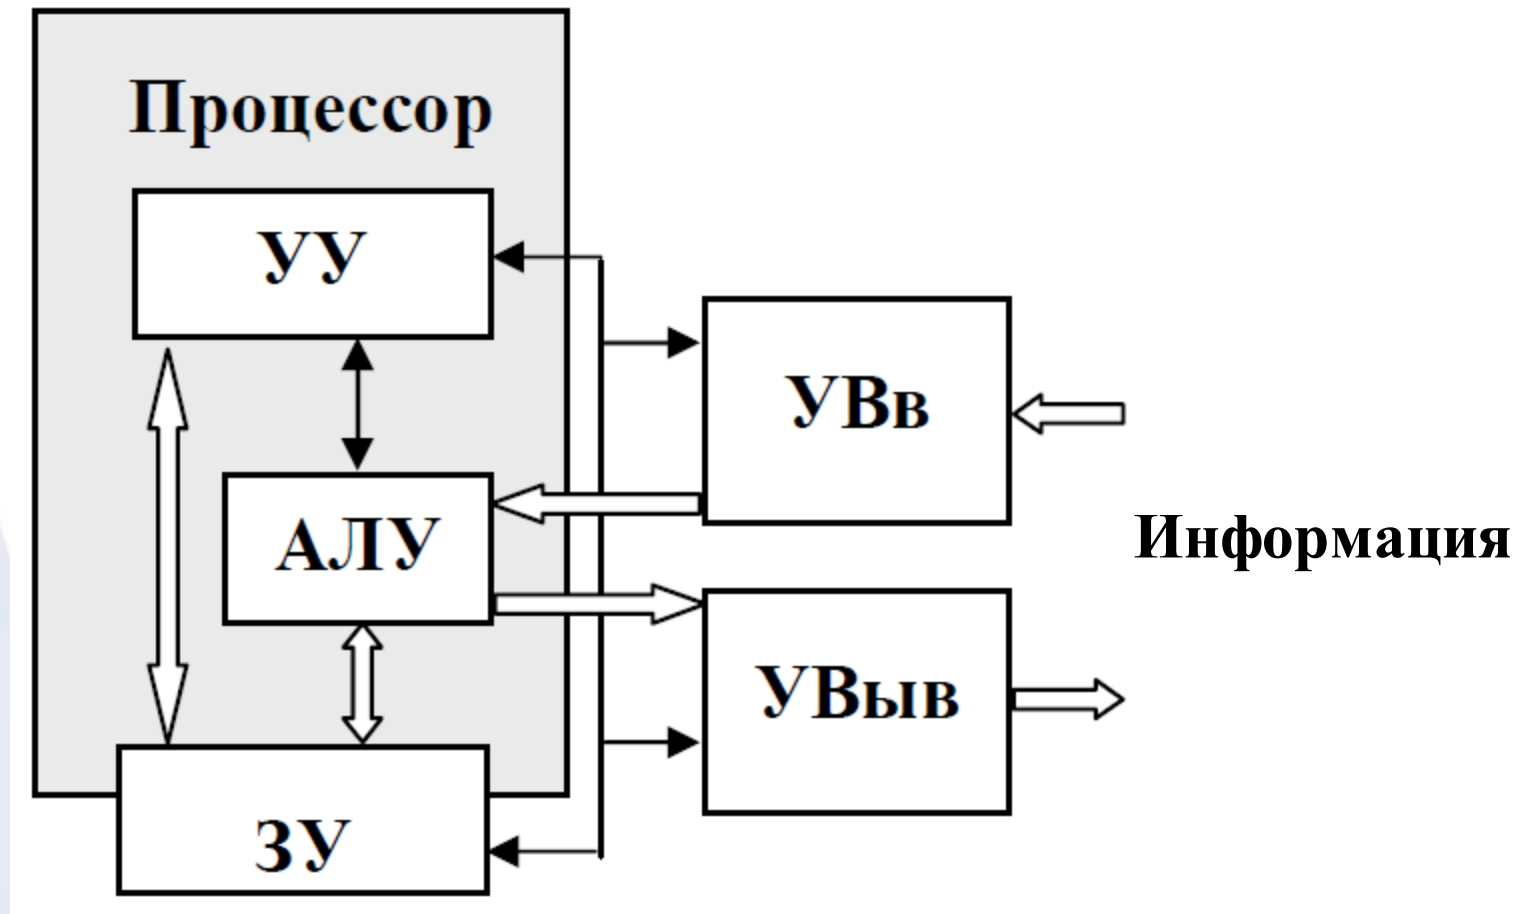 Процессор
УУ
УВв
АЛУ
Информация
УВыв
ЗУ